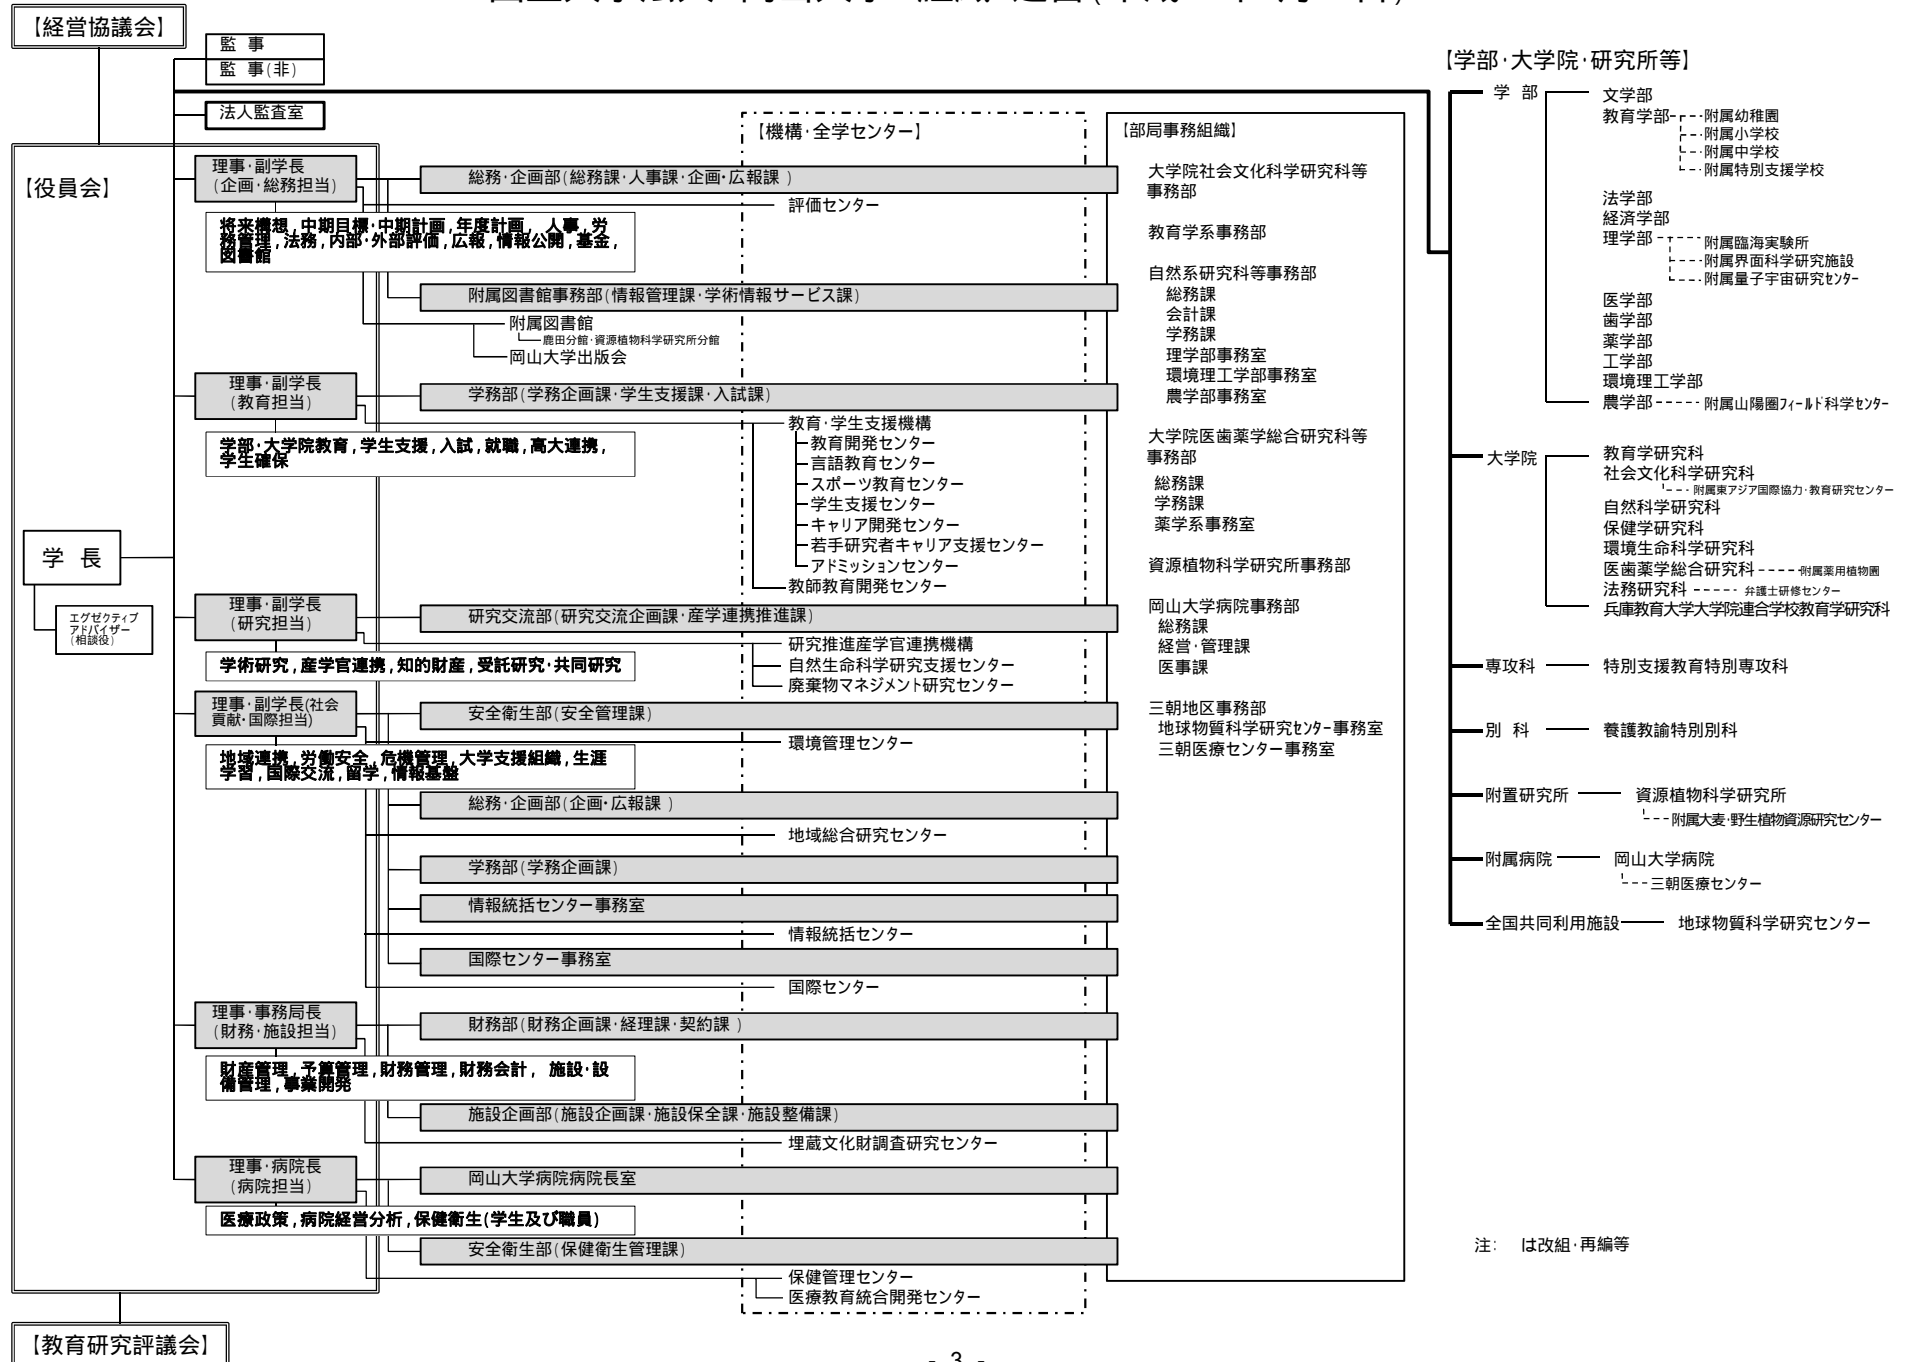 【経営協議会】
監 事
監 事(非)
法人監査室
【役員会】
学 長
エグゼクティブ
アドバイザー
(相談役)
理事・副学長
(企画・総務担当)
将来構想,中期目標・中期計画,年度計画, 人事,労
務管理,法務,内部・外部評価,広報,情報公開,基金,
図書館
総務・企画部(総務課・人事課・企画・広報課 )
評価センター
附属図書館事務部(情報管理課・学術情報サービス課)
附属図書館
鹿田分館・資源植物科学研究所分館
岡山大学出版会
理事・副学長
(教育担当)
学部・大学院教育,学生支援,入試,就職,高大連携,
学生確保
学務部(学務企画課・学生支援課・入試課)
教育・学生支援機構
教育開発センター
言語教育センター
スポーツ教育センター
学生支援センター
キャリア開発センター
若手研究者キャリア支援センター
アドミッションセンター
教師教育開発センター
理事・副学長
(研究担当)
学術研究,産学官連携,知的財産,受託研究・共同研究
研究交流部(研究交流企画課・産学連携推進課)
研究推進産学官連携機構
自然生命科学研究支援センター
廃棄物マネジメント研究センター
理事・副学長(社会
貢献・国際担当)
地域連携,労働安全,危機管理,大学支援組織,生涯
学習,国際交流,留学,情報基盤
安全衛生部(安全管理課)
環境管理センター
総務・企画部(企画・広報課 )
地域総合研究センター
学務部(学務企画課)
情報統括センター事務室
情報統括センター
国際センター事務室
国際センター
理事・事務局長
(財務・施設担当)
財産管理,予算管理,財務管理,財務会計, 施設・設
備管理,事業開発
財務部(財務企画課・経理課・契約課 )
施設企画部(施設企画課・施設保全課・施設整備課)
埋蔵文化財調査研究センター
理事・病院長
(病院担当)
医療政策,病院経営分析,保健衛生(学生及び職員)
岡山大学病院病院長室
安全衛生部(保健衛生管理課)
保健管理センター
医療教育統合開発センター
【教育研究評議会】
【機構・全学センター】
【部局事務組織】
大学院社会文化科学研究科等
事務部
教育学系事務部
自然系研究科等事務部
総務課
会計課
学務課
理学部事務室
環境理工学部事務室
農学部事務室
大学院医歯薬学総合研究科等
事務部
総務課
学務課
薬学系事務室
資源植物科学研究所事務部
岡山大学病院事務部
総務課
経営・管理課
医事課
三朝地区事務部
地球物質科学研究センター事務室
三朝医療センター事務室
【学部・大学院・研究所等】
学 部
文学部
教育学部
附属幼稚園
附属小学校
附属中学校
附属特別支援学校
法学部
経済学部
理学部
附属臨海実験所
附属界面科学研究施設
附属量子宇宙研究センター
医学部
歯学部
薬学部
工学部
環境理工学部
農学部
附属山陽圏フィールド科学センター
大学院
教育学研究科
社会文化科学研究科
附属東アジア国際協力・教育研究センター
自然科学研究科
保健学研究科
環境生命科学研究科
医歯薬学総合研究科
附属薬用植物園
法務研究科
弁護士研修センター
兵庫教育大学大学院連合学校教育学研究科
専攻科
特別支援教育特別専攻科
別 科
養護教諭特別別科
附置研究所
資源植物科学研究所
附属大麦・野生植物資源研究センター
附属病院
岡山大学病院
三朝医療センター
全国共同利用施設
地球物質科学研究センター
注: は改組・再編等
- 3 -